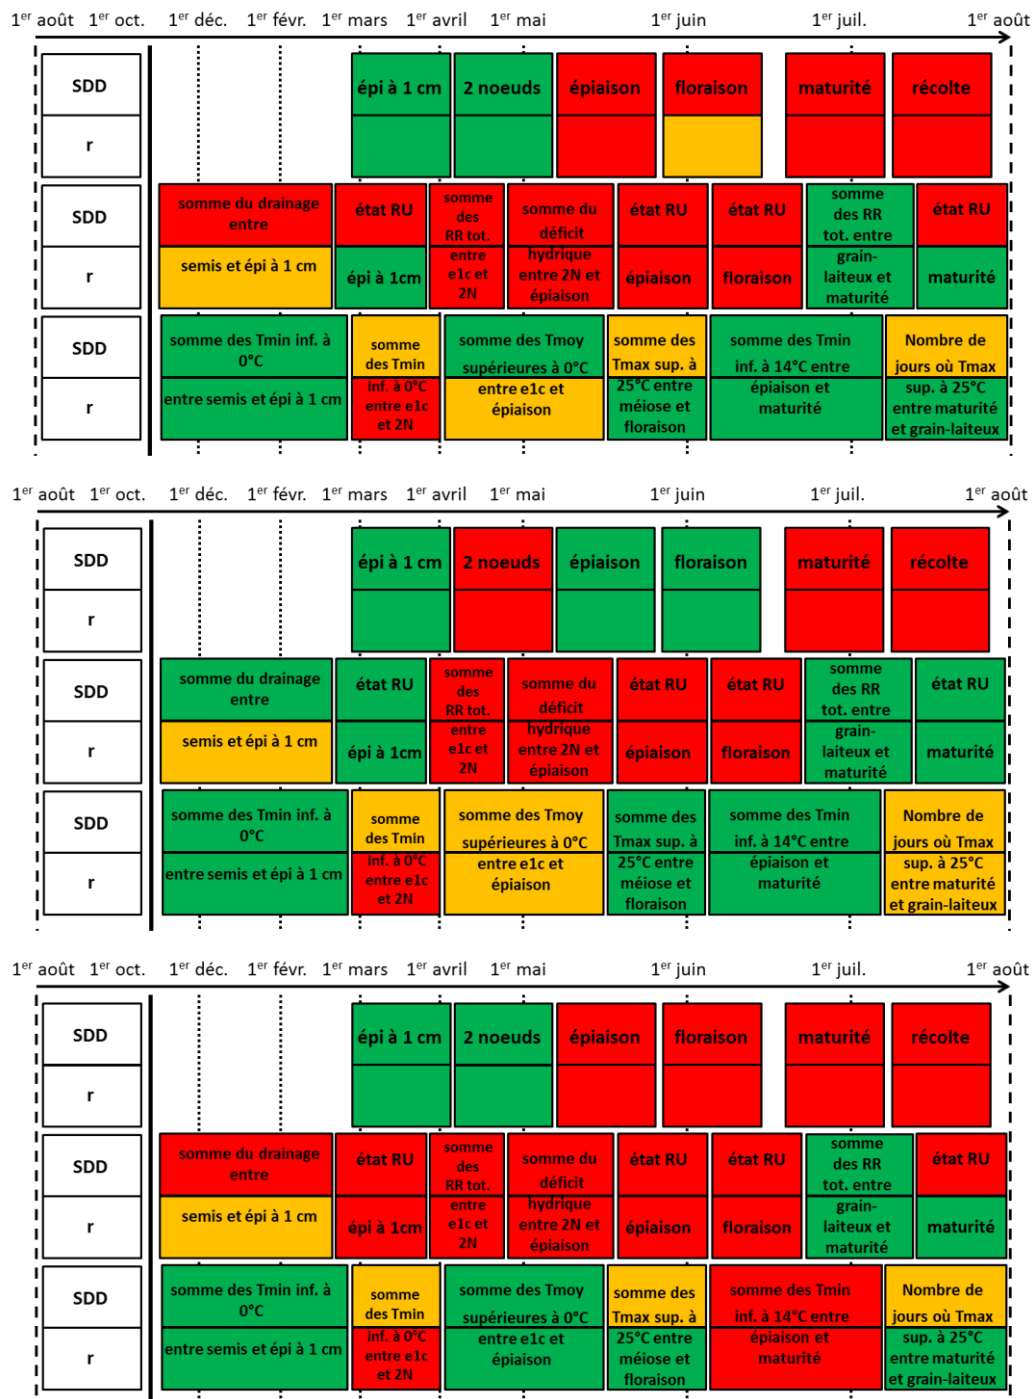 1er août 1er oct. 1er déc. 1er févr. 1er mars 1er avril 1er mai 1er juin 1er juil. 1er août
SDD épi à 1 cm 2 noeuds épiaison floraison maturité récolte
r
SDD
r
somme du drainage
entre
semis et épi à 1 cm
état RU
épi à 1cm
somme
des
RR tot.
entre
e1c et
2N
somme du
déficit
hydrique
entre 2N et
épiaison
état RU
épiaison
état RU
floraison
somme
des RR
tot. entre
grain-
laiteux et
maturité
état RU
maturité
SDD
r
somme des Tmin inf. à
0°C
entre semis et épi à 1 cm
somme
des Tmin
inf. à 0°C
entre e1c
et 2N
somme des Tmoy
supérieures à 0°C
entre e1c et
épiaison
somme des
Tmax sup. à
25°C entre
méiose et
floraison
somme des Tmin
inf. à 14°C entre
épiaison et
maturité
Nombre de
jours où Tmax
sup. à 25°C
entre maturité
et grain-laiteux
1er août 1er oct. 1er déc. 1er févr. 1er mars 1er avril 1er mai 1er juin 1er juil. 1er août
SDD épi à 1 cm 2 noeuds épiaison floraison maturité récolte
r
SDD
r
somme du drainage
entre
semis et épi à 1 cm
état RU
épi à 1cm
somme
des
RR tot.
entre
e1c et
2N
somme du
déficit
hydrique
entre 2N et
épiaison
état RU
épiaison
état RU
floraison
somme
des RR
tot. entre
grain-
laiteux et
maturité
état RU
maturité
SDD
r
somme des Tmin inf. à
0°C
entre semis et épi à 1 cm
somme
des Tmin
inf. à 0°C
entre e1c
et 2N
somme des Tmoy
supérieures à 0°C
entre e1c et
épiaison
somme des
Tmax sup. à
25°C entre
méiose et
floraison
somme des Tmin
inf. à 14°C entre
épiaison et
maturité
Nombre de
jours où Tmax
sup. à 25°C
entre maturité
et grain-laiteux
1er août 1er oct. 1er déc. 1er févr. 1er mars 1er avril 1er mai 1er juin 1er juil. 1er août
SDD épi à 1 cm 2 noeuds épiaison floraison maturité récolte
r
SDD
r
somme du drainage
entre
semis et épi à 1 cm
état RU
épi à 1cm
somme
des
RR tot.
entre
e1c et
2N
somme du
déficit
hydrique
entre 2N et
épiaison
état RU
épiaison
état RU
floraison
somme
des RR
tot. entre
grain-
laiteux et
maturité
état RU
maturité
SDD
r
somme des Tmin inf. à
0°C
entre semis et épi à 1 cm
somme
des Tmin
inf. à 0°C
entre e1c
et 2N
somme des Tmoy
supérieures à 0°C
entre e1c et
épiaison
somme des
Tmax sup. à
25°C entre
méiose et
floraison
somme des Tmin
inf. à 14°C entre
épiaison et
maturité
Nombre de
jours où Tmax
sup. à 25°C
entre maturité
et grain-laiteux